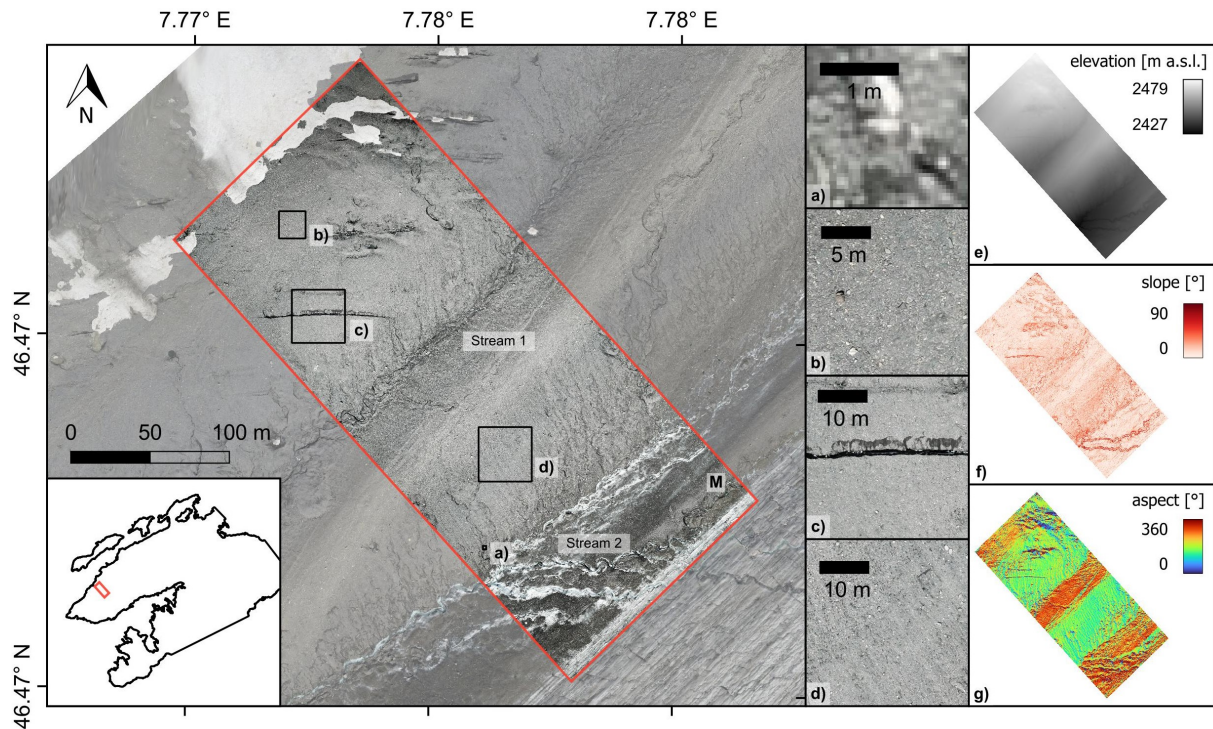 7.77° E
7.78° E
7.78° E
46.47° N
46.47° N
N
b)
c)
Stream 1
0 50 100 m
d)
M
a)
Stream 2
1 m
a)
5 m
b)
10 m
c)
10 m
d)
elevation [m a.s.l.]
2479
2427
e)
slope [°]
90
0
f)
aspect [°]
360
0
g)